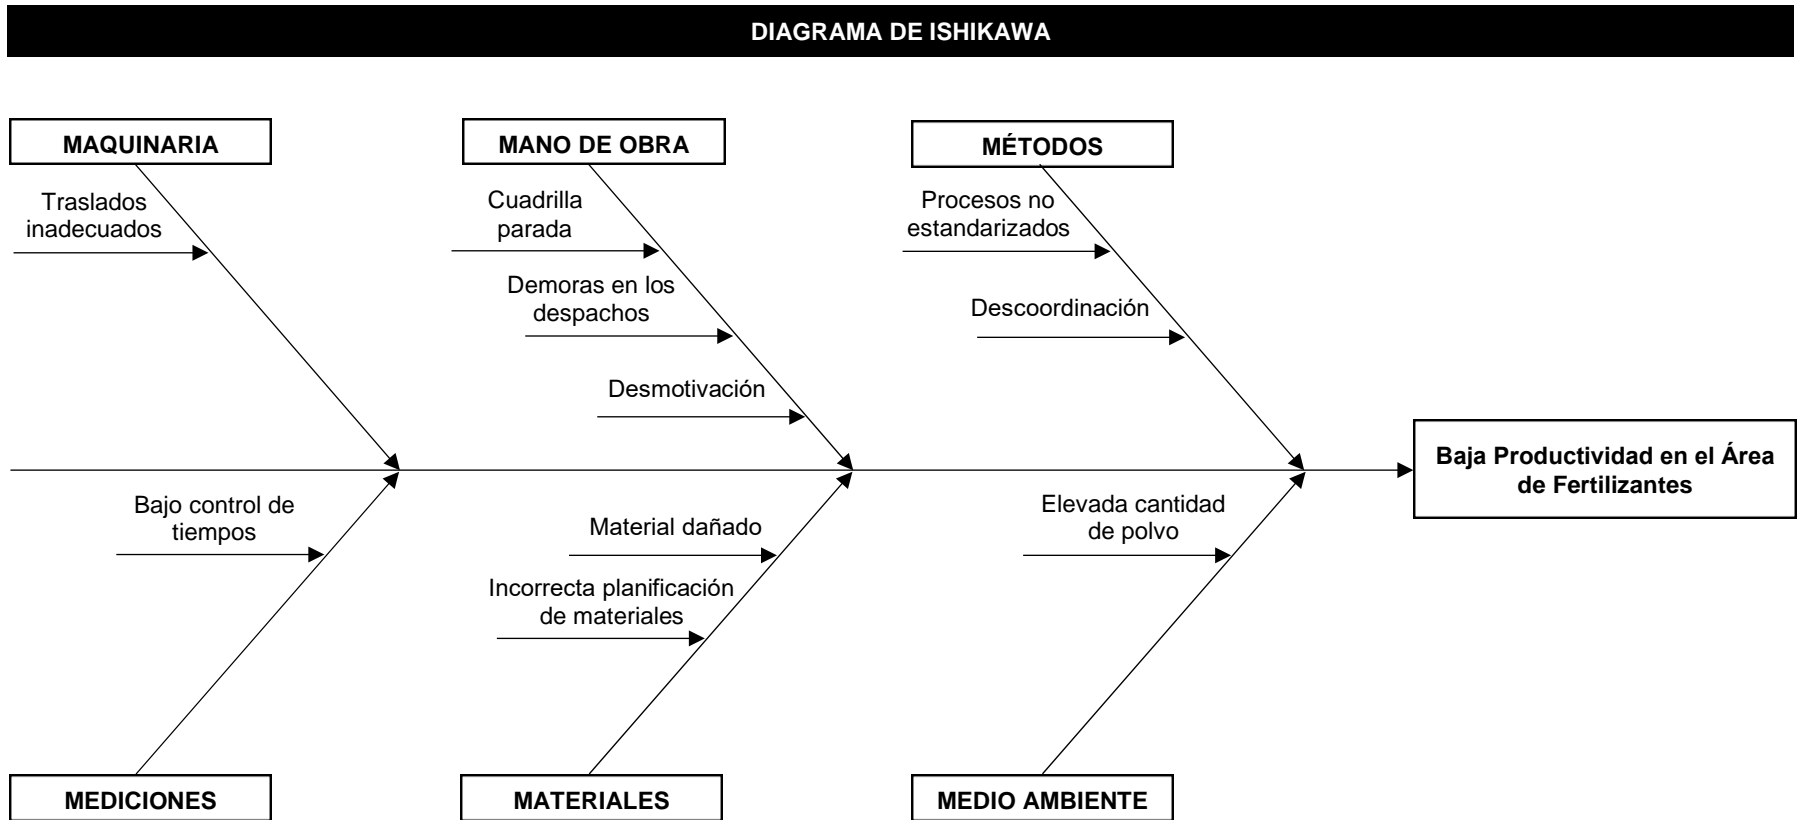 DIAGRAMA DE ISHIKAWA
MAQUINARIA
MANO DE OBRA
MÉTODOS
Traslados
inadecuados
Cuadrilla
parada
Demoras en los
despachos
Desmotivación
Procesos no
estandarizados
Descoordinación
Baja Productividad en el Área
de Fertilizantes
Bajo control de
tiempos
Material dañado
Incorrecta planificación
de materiales
Elevada cantidad
de polvo
MEDICIONES
MATERIALES
MEDIO AMBIENTE